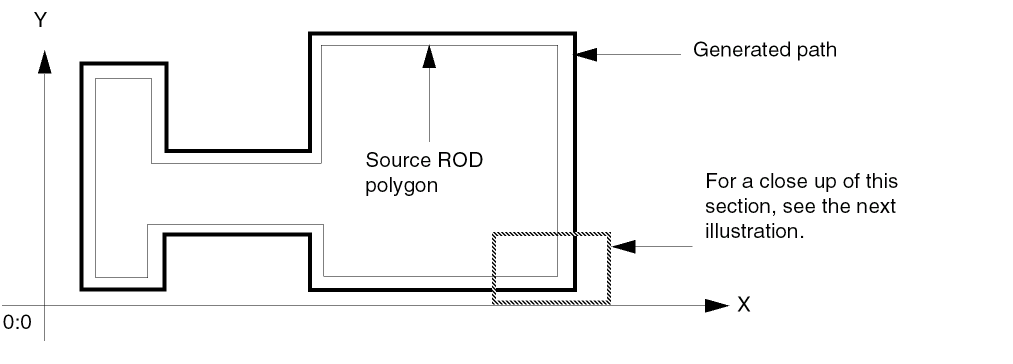 Y
Generated path
Source ROD
polygon
For a close up of this
section, see the next
illustration.
X
0:0